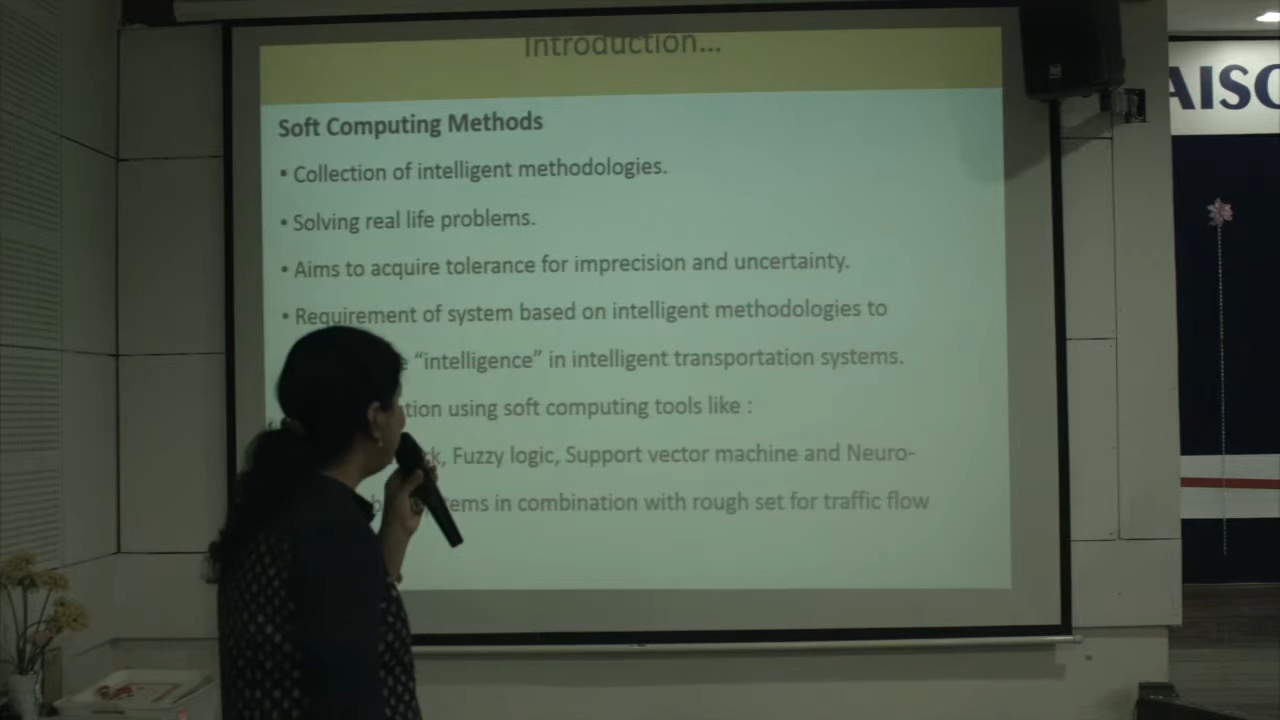 Introduction...
Soft Computing Methods
• Collection of intelligent methodologies.
• Solving real life problems.
• Aims to acquire tolerance for imprecision and uncertainty.
• Requirement of system based on intelligent methodologies to
"intelligence" in intelligent transportation systems.
using soft computing tools like :
Fuzzy logic, Support vector machine and Neuro-
in combination with rough set for traffic flow
AISC